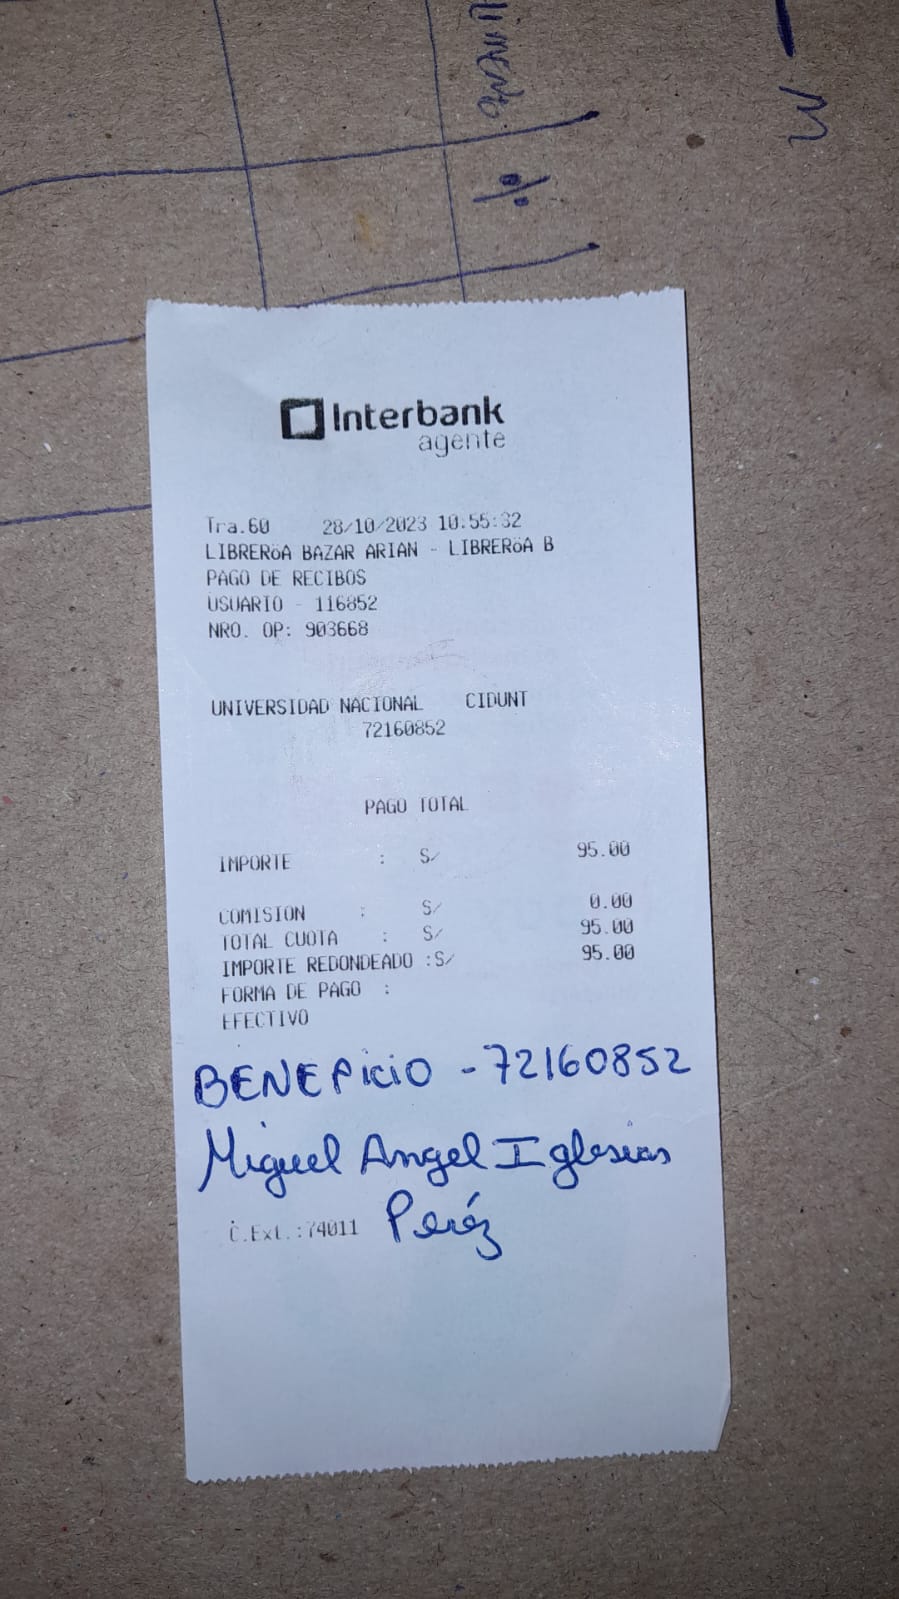 %
Interbank
agente
Tra.60 28/10/2023 10:55:32
LIBRERöA BAZAR ARIAN - LIBRERöA B
PAGO DE RECIBOS
USUARIO - 116852
NRO. OP: 903668
UNIVERSIDAD NACIONAL CIDUNT
72160852
PAGO TOTAL
IMPORTE : S/ 95.00
COMISION : S/ 0.00
TOTAL CUOTA : S/ 95.00
IMPORTE REDONDEADO :S/ 95.00
FORMA DE PAGO :
EFECTIVO
BENEFICIO - 72160852
Miguel Angel Iglesias
Peréz
C.Ext.:74011